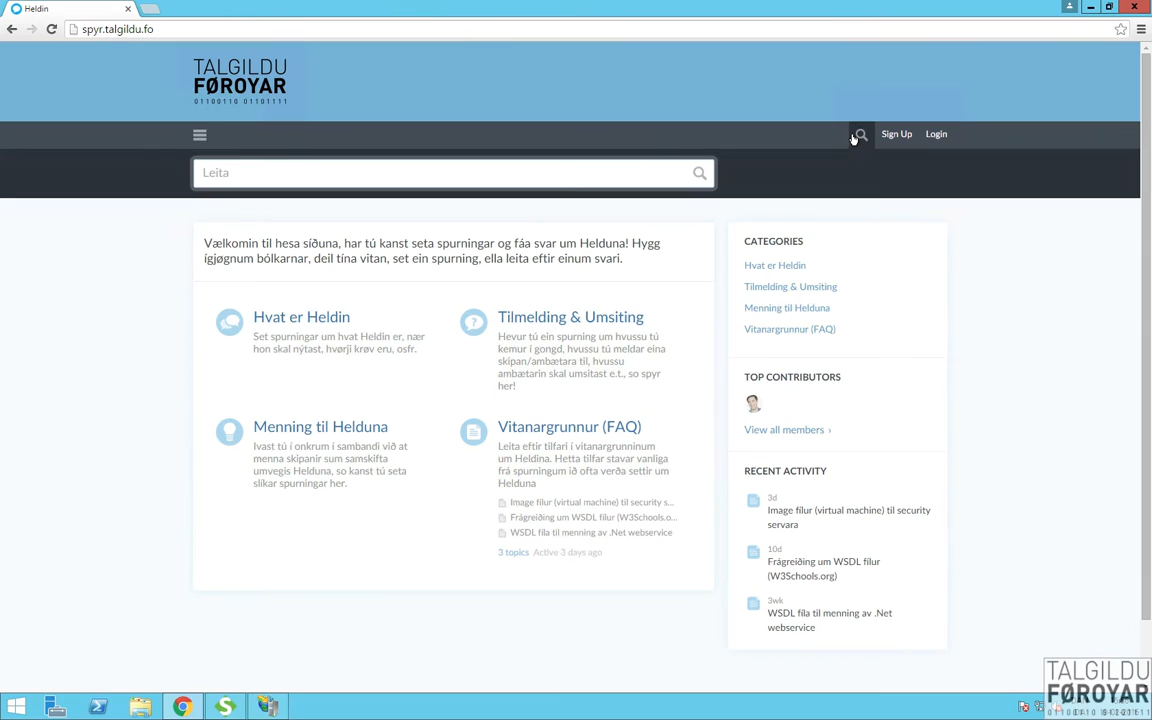 Heldin
spyr.talgildu.fo
TALGILDU
FØROYAR
01100110 01101111
Sign Up Login
Leita
Vælkomin til hesa síðuna, har tú kanst seta spurningar og fáa svar um Helduna! Hygg
ígjøgnum bólkarnar, deil tína vitan, set ein spurning, ella leita eftir einum svari.
Hvat er Heldin
Set spurningar um hvat Heldin er, nær
hon skal nýtast, hvørji krøv eru, osfr.
Tilmelding & Umsiting
Hevur tú ein spurning um hvussu tú
kemur í gongd, hvussu tú meldar eina
skipan/ambætara til, hvussu
ambætarin skal umsitast e.t., so spyr
her!
Menning til Helduna
Ivast tú í onkrum í sambandi við at
menna skipanir sum samskifta
umvegis Helduna, so kanst tú seta
slíkar spurningar her.
Vitanargrunnur (FAQ)
Leita eftir tilfari í vitanargrunninum
um Heldina. Hetta tilfar stavar vanliga
frá spurningum ið ofta verða settir um
Helduna
Image fílur (virtual machine) til security s...
Frágreiðing um WSDL fílur (W3Schools.o...
WSDL fíla til menning av .Net webservice
3 topics Active 3 days ago
CATEGORIES
Hvat er Heldin
Tilmelding & Umsiting
Menning til Helduna
Vitanargrunnur (FAQ)
TOP CONTRIBUTORS
View all members ›
RECENT ACTIVITY
3d
Image fílur (virtual machine) til security
servara
10d
Frágreiðing um WSDL fílur
(W3Schools.org)
3wk
WSDL fíla til menning av .Net
webservice
TALGILDU
FØROYAR